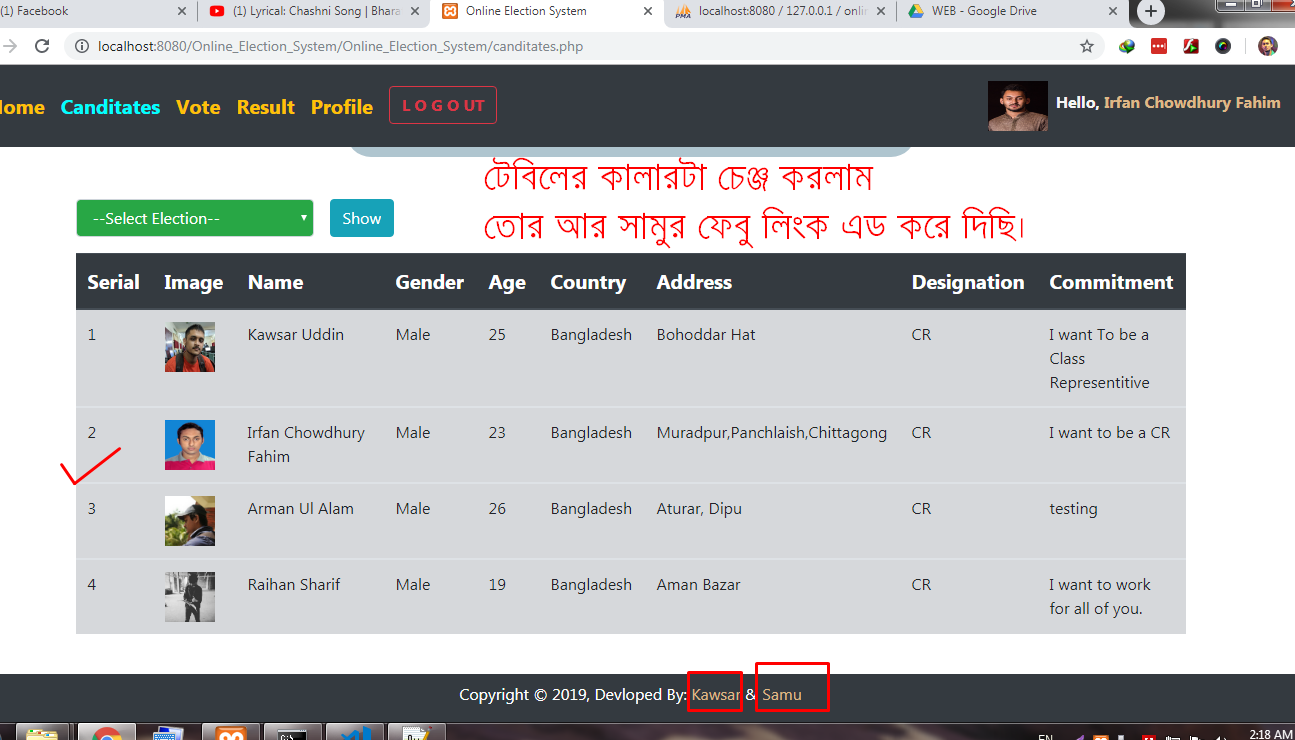 (1) Facebook
(1) Lyrical: Chashni Song | Bhara
Online Election System
localhost:8080 / 127.0.0.1 / onlin
WEB - Google Drive
localhost:8080/Online_Election_System/Online_Election_System/canditates.php
Home Canditates Vote Result Profile L O G O UT
Hello, Irfan Chowdhury Fahim
টেবিলের কালারটা চেঞ্জ করলাম
তোর আর সামুর ফেবু লিংক এড করে দিছি।
--Select Election-- Show
Serial Image Name Gender Age Country Address Designation Commitment
1 Kawsar Uddin Male 25 Bangladesh Bohoddar Hat CR I want To be a
Class
Representitive
2 Irfan Chowdhury Male 23 Bangladesh Muradpur,Panchlaish,Chittagong CR I want to be a CR
Fahim
3 Arman Ul Alam Male 26 Bangladesh Aturar, Dipu CR testing
4 Raihan Sharif Male 19 Bangladesh Aman Bazar CR I want to work
for all of you.
Copyright © 2019, Devloped By: Kawsar & Samu
EN 2:18 AM